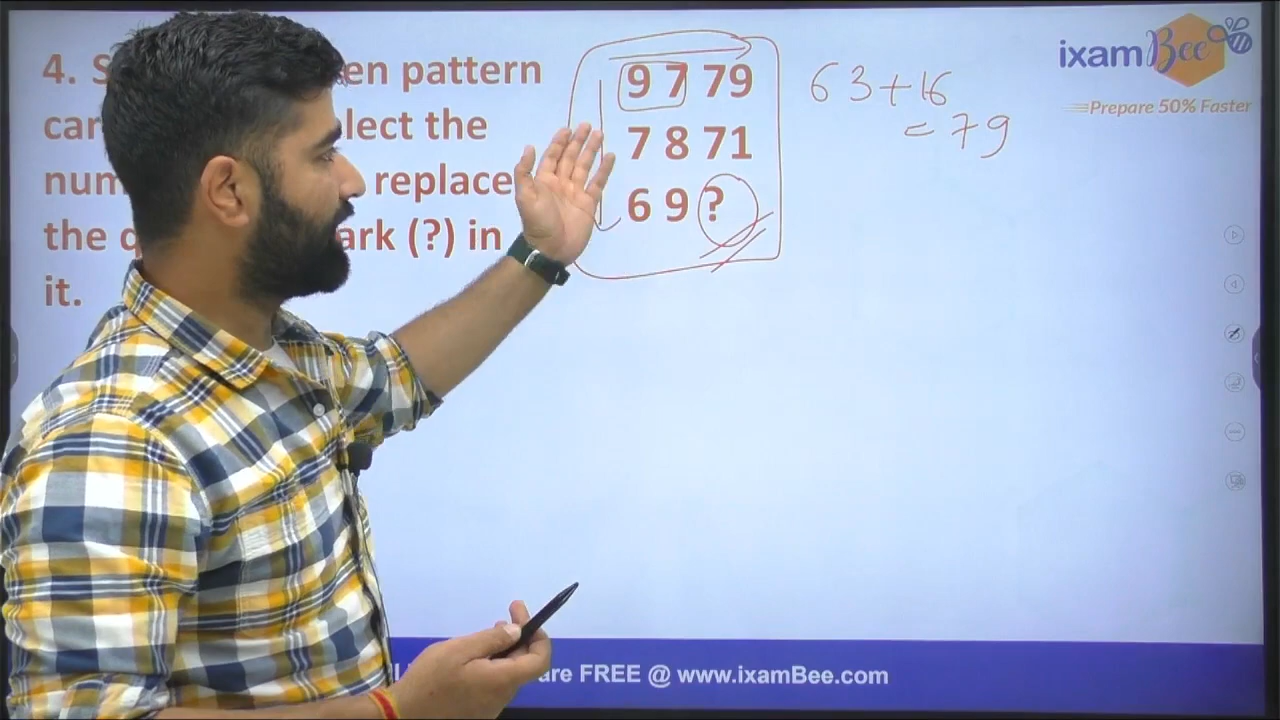 4. S en pattern
car lect the
num replace
the q ark (?) in
it.
9 7 79
7 8 71
6 9 ?
63+16
=79
ixamBee
Prepare 50% Faster
are FREE @ www.ixamBee.com